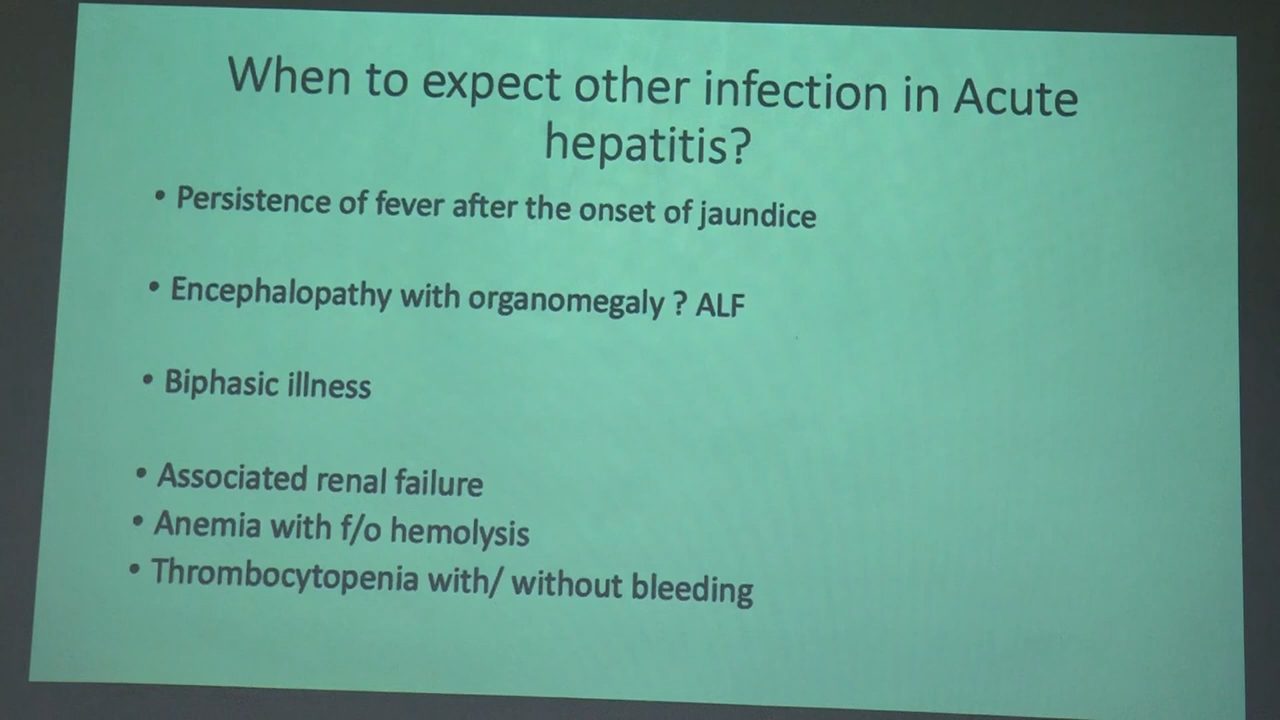 When to expect other infection in Acute
hepatitis?
• Persistence of fever after the onset of jaundice
• Encephalopathy with organomegaly ? ALF
• Biphasic illness
• Associated renal failure
• Anemia with f/o hemolysis
• Thrombocytopenia with/ without bleeding